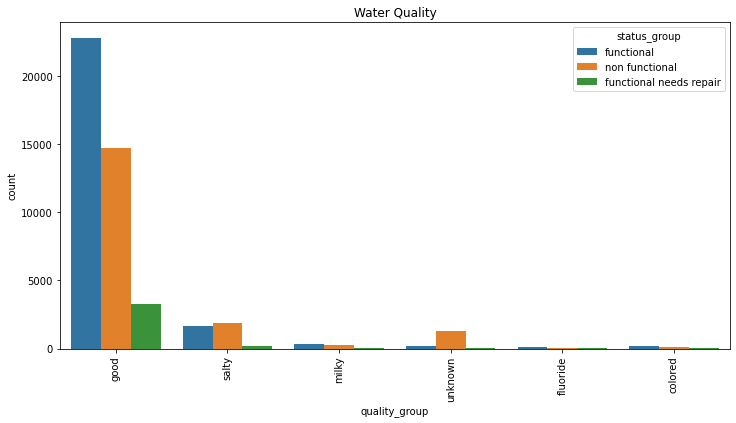 Water Quality
status_group
functional
non functional
functional needs repair
count
20000
15000
10000
5000
0
good
salty
milky
unknown
fluoride
colored
quality_group